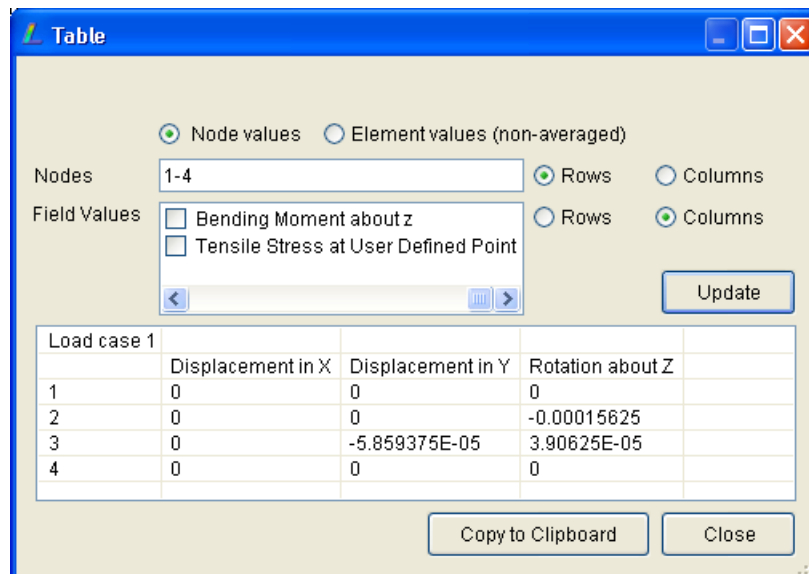 Table
Node values Element values (non-averaged)
Nodes 1-4 Rows Columns
Field Values Bending Moment about z Rows Columns
Tensile Stress at User Defined Point
Update
Load case 1
Displacement in X Displacement in Y Rotation about Z
1 0 0 0
2 0 0 -0.00015625
3 0 -5.859375E-05 3.90625E-05
4 0 0 0
Copy to Clipboard Close